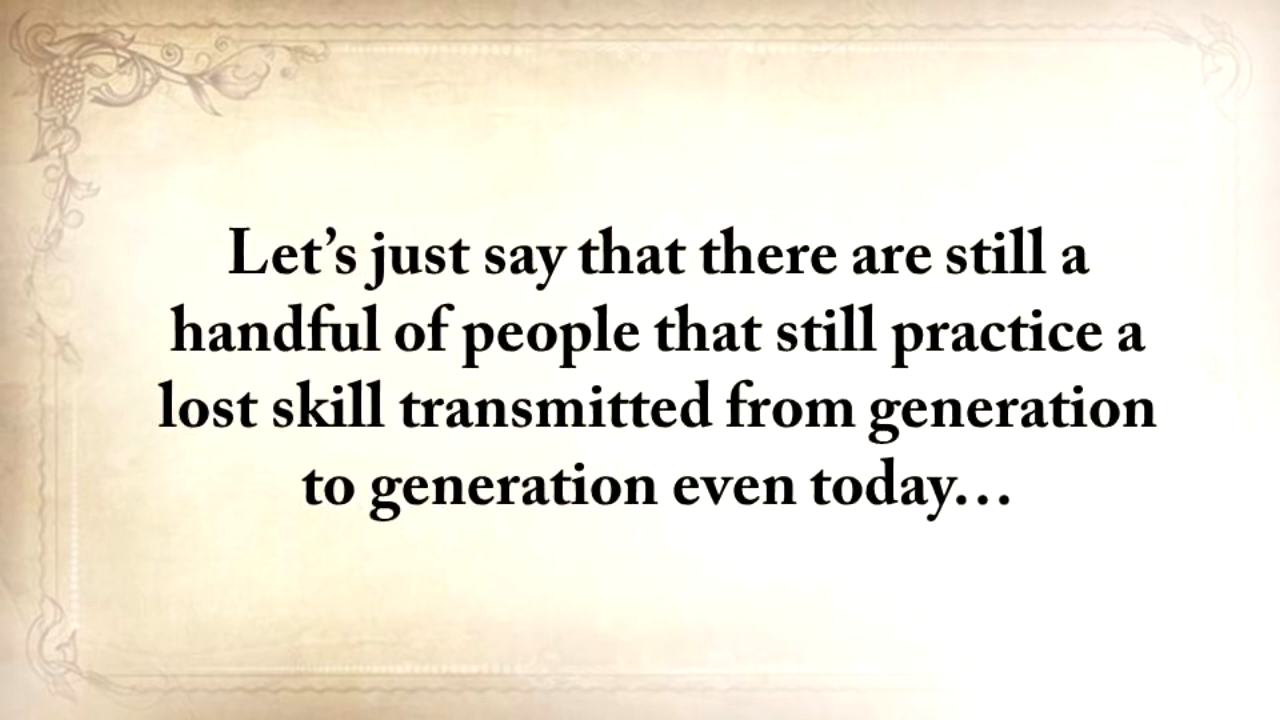 Let’s just say that there are still a
handful of people that still practice a
lost skill transmitted from generation
to generation even today…